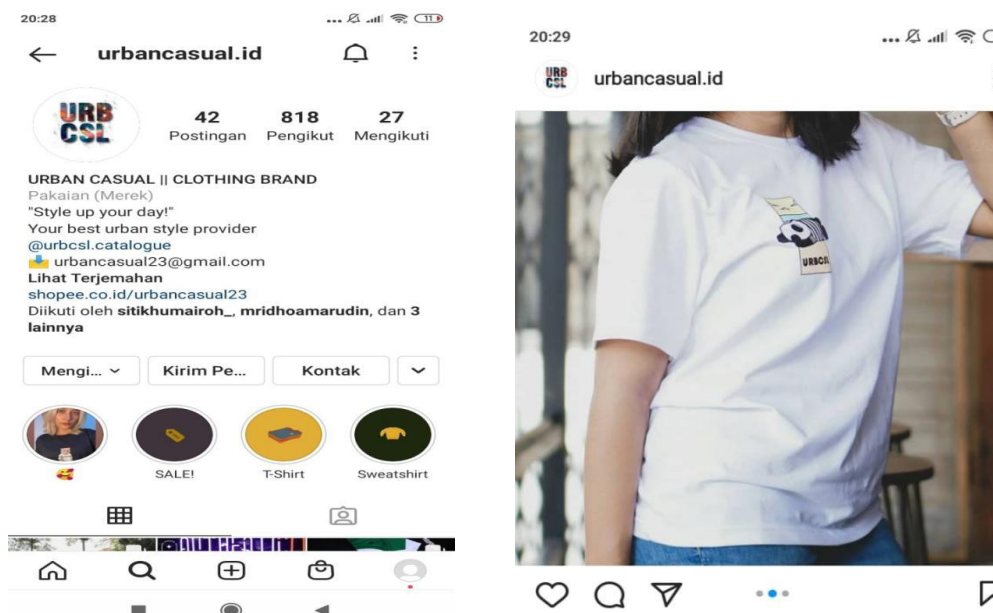 20:28
11
urbancasual.id
URB
CSL
42
818
27
Postingan
Pengikut
Mengikuti
URBAN CASUAL || CLOTHING BRAND
Pakaian (Merek)
"Style up your day!"
Your best urban style provider
@urbcsl.catalogue
urbancasual23@gmail.com
Lihat Terjemahan
shopee.co.id/urbancasual23
Diikuti oleh sitikhumairoh_, mridhoamarudin, dan 3
lainnya
Mengi...
Kirim Pe...
Kontak
SALE!
T-Shirt
Sweatshirt
20:29
URB
CSL
urbancasual.id
URBCSL